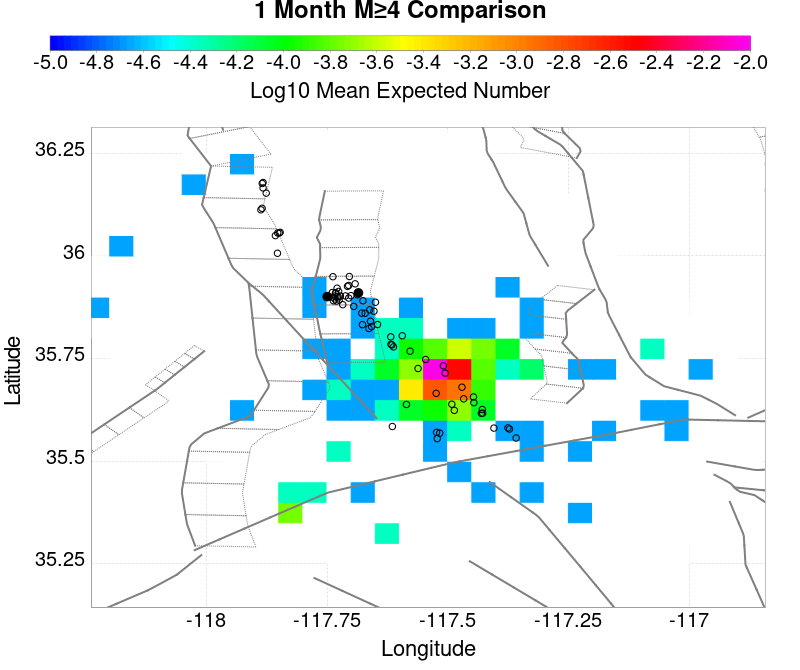 1 Month M≥4 Comparison
-5.0 -4.8 -4.6 -4.4 -4.2 -4.0 -3.8 -3.6 -3.4 -3.2 -3.0 -2.8 -2.6 -2.4 -2.2 -2.0
Log10 Mean Expected Number
36.25
36
35.75
35.5
35.25
Latitude
-118 -117.75 -117.5 -117.25 -117
Longitude